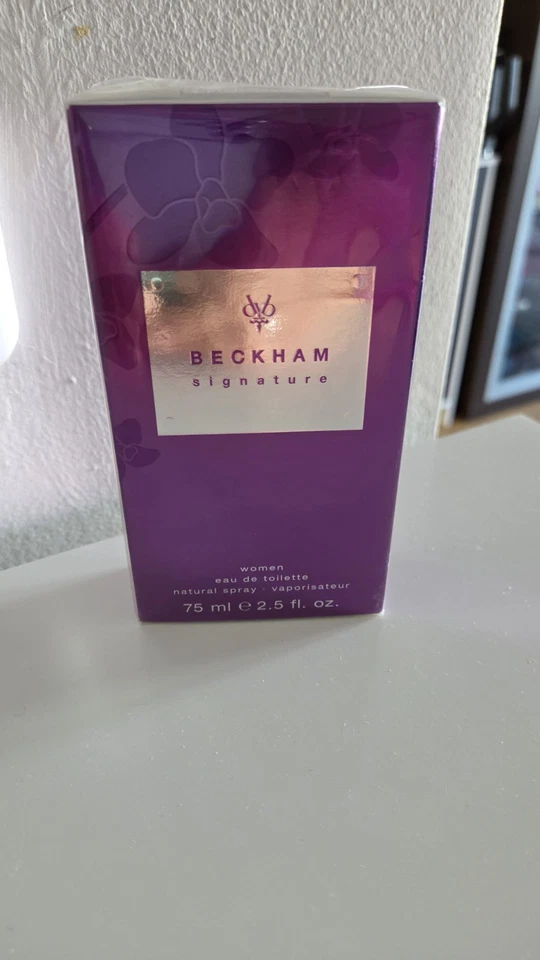 BECKHAM
signature
women
eau de toilette
natural spray - vaporisateur
75 ml ℮ 2.5 fl. oz.